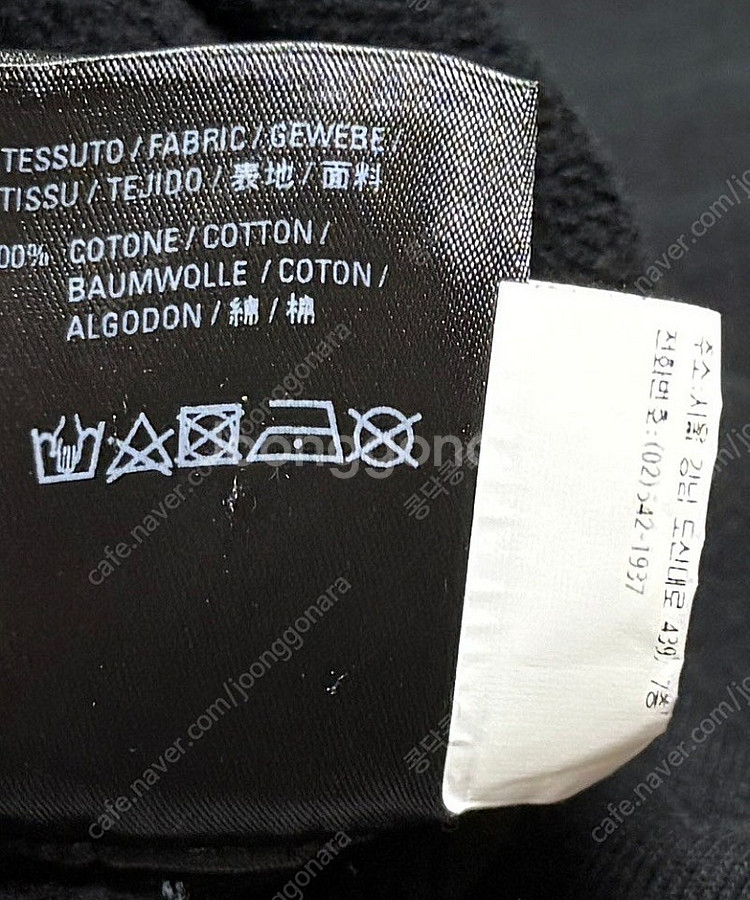 TESSUTO / FABRIC / GEWEBE /
TISSU / TEJIDO / 表地 / 面料
00% COTONE / COTTON /
BAUMWOLLE / COTON /
ALGODON / 綿 / 棉
주소:서울 강남 도산대로 439, 7층
전화번호:(02)542-1937
joonggonara
cafe.naver.com/joonggonara
cafe.naver.com/joonggonara
cafe.naver.com/joonggonara